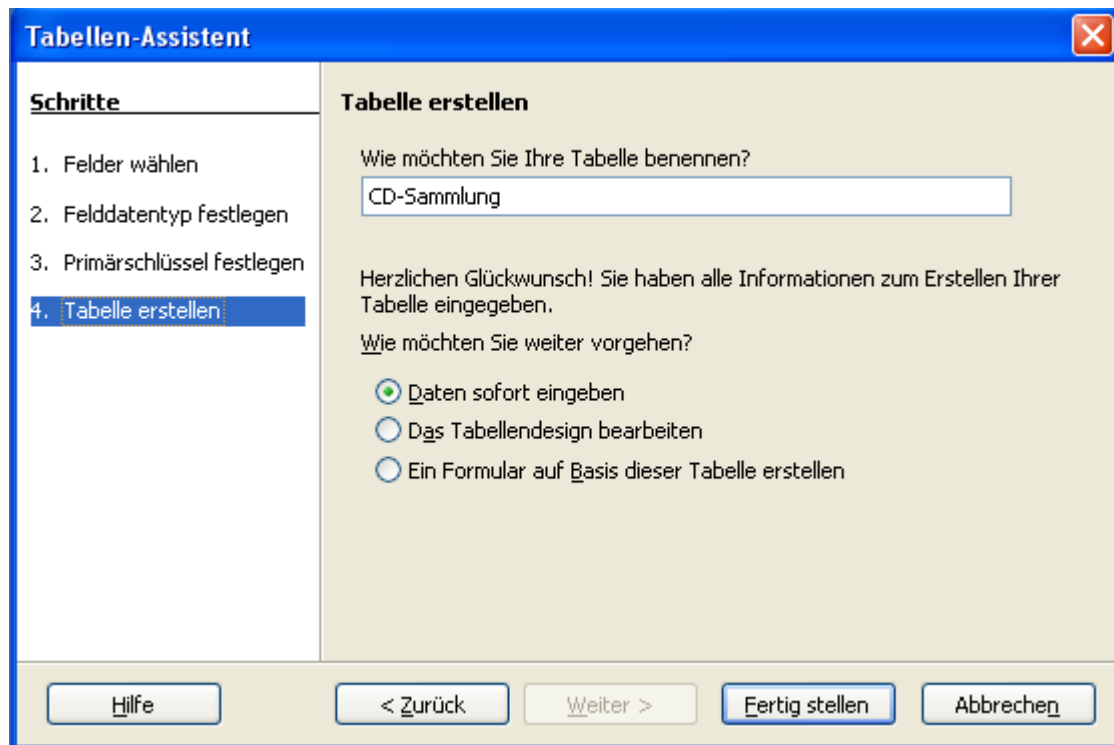 Tabellen-Assistent
Schritte
1. Felder wählen
2. Felddatentyp festlegen
3. Primärschlüssel festlegen
4. Tabelle erstellen
Tabelle erstellen
Wie möchten Sie Ihre Tabelle benennen?
CD-Sammlung
Herzlichen Glückwunsch! Sie haben alle Informationen zum Erstellen Ihrer
Tabelle eingegeben.
Wie möchten Sie weiter vorgehen?
Daten sofort eingeben
Das Tabellendesign bearbeiten
Ein Formular auf Basis dieser Tabelle erstellen
Hilfe
< Zurück
Weiter >
Fertig stellen
Abbrechen